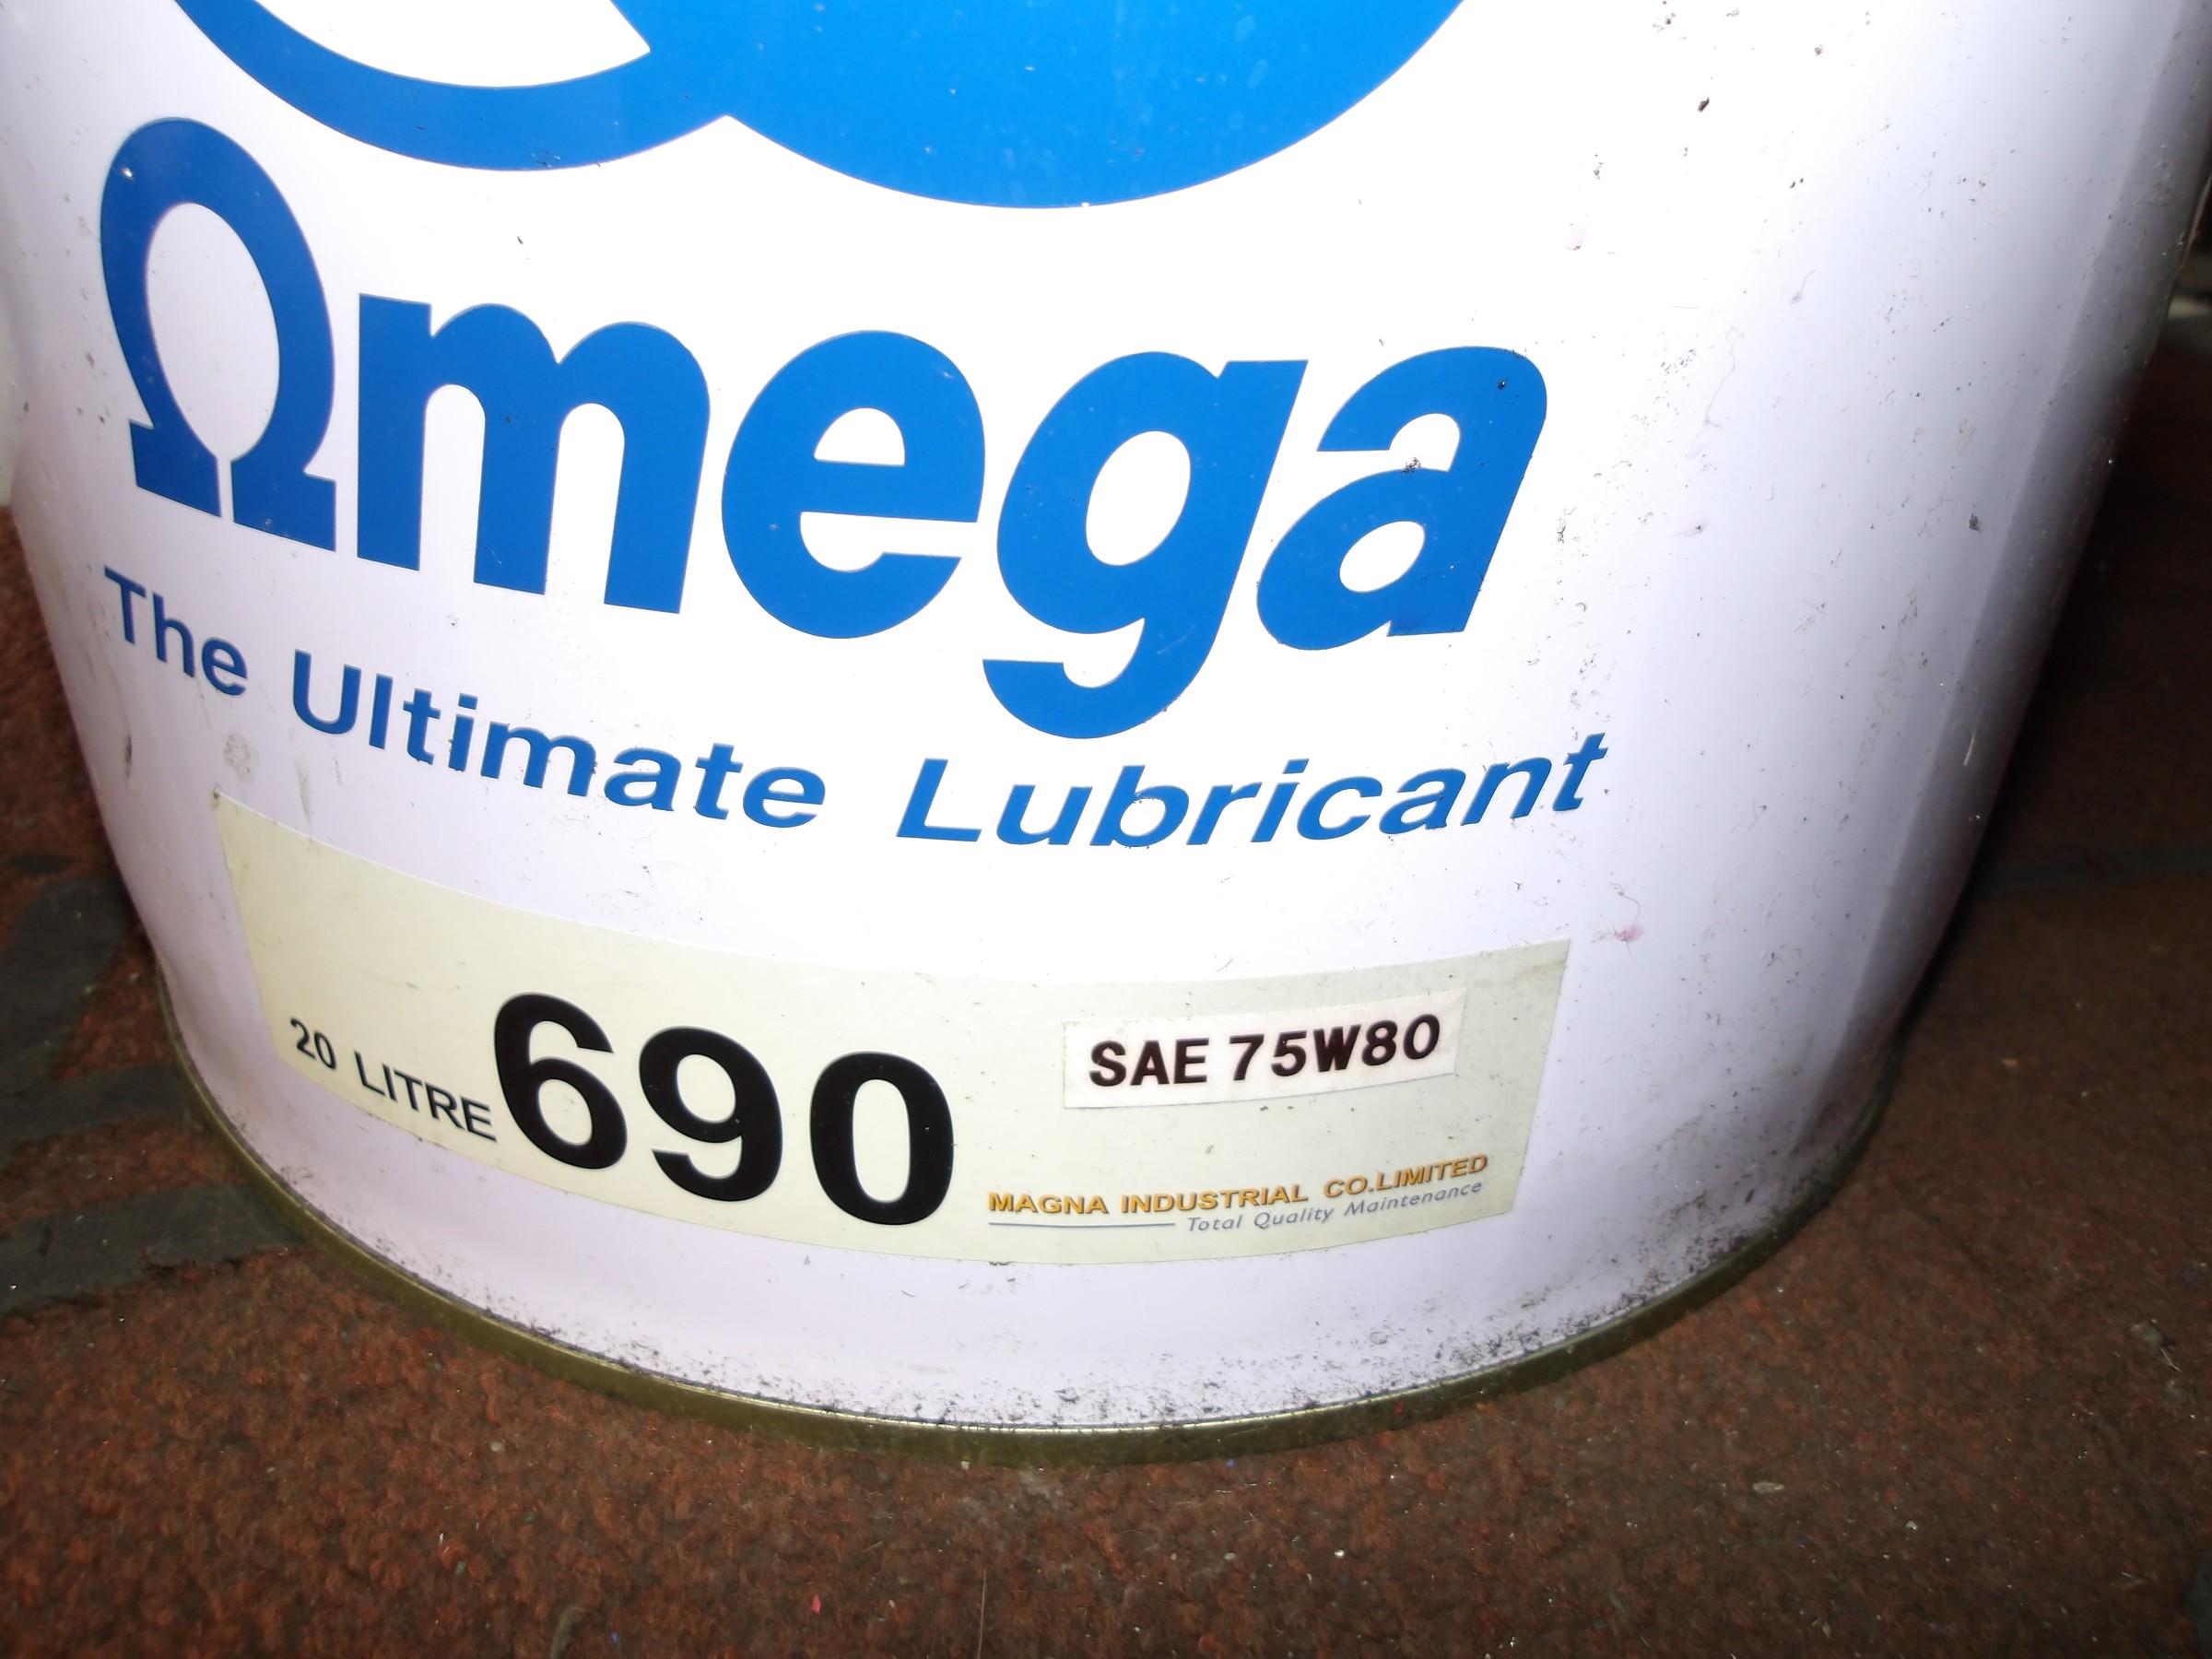 Ωmega
The Ultimate Lubricant
20 LITRE 690 SAE 75W80
MAGNA INDUSTRIAL CO.LIMITED
Total Quality Maintenance